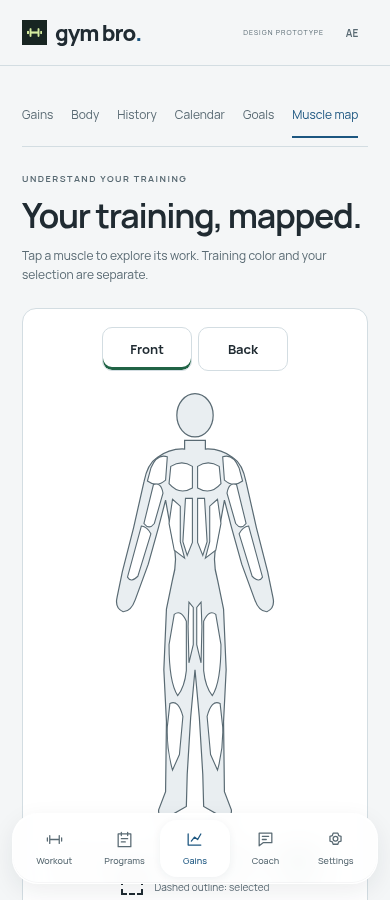 gym bro.
DESIGN PROTOTYPE
AE
Gains Body History Calendar Goals Muscle map
UNDERSTAND YOUR TRAINING
Your training, mapped.
Tap a muscle to explore its work. Training color and your
selection are separate.
Front Back
Workout Programs Gains Coach Settings
Dashed outline: selected